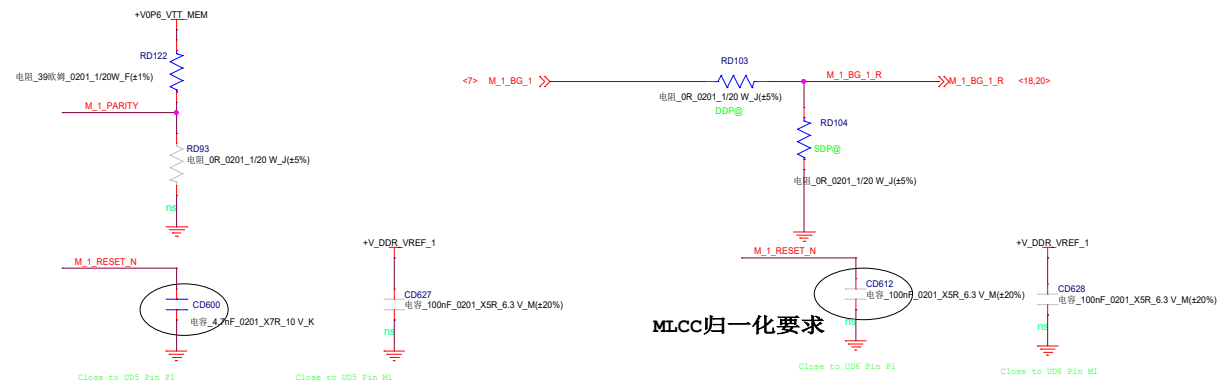 +V0P6_VTT_MEM
RD122
电阻_39欧姆_0201_1/20W_F(±1%)
M_1_PARITY
RD93
电阻_0R_0201_1/20 W_J(±5%)
ns
<7> M_1_BG_1
RD103
电阻_0R_0201_1/20 W_J(±5%)
DDP@
M_1_BG_1_R
M_1_BG_1_R <18,20>
RD104
SDP@
电阻_0R_0201_1/20 W_J(±5%)
M_1_RESET_N
CD600
电容_4.7nF_0201_X7R_10 V_K
Close to UD5 Pin P1
+V_DDR_VREF_1
CD627
电容_100nF_0201_X5R_6.3 V_M(±20%)
ns
Close to UD5 Pin M1
M_1_RESET_N
CD612
电容_100nF_0201_X5R_6.3 V_M(±20%)
ns
MLCC归一化要求
Close to UD6 Pin P1
+V_DDR_VREF_1
CD628
电容_100nF_0201_X5R_6.3 V_M(±20%)
ns
Close to UD6 Pin M1